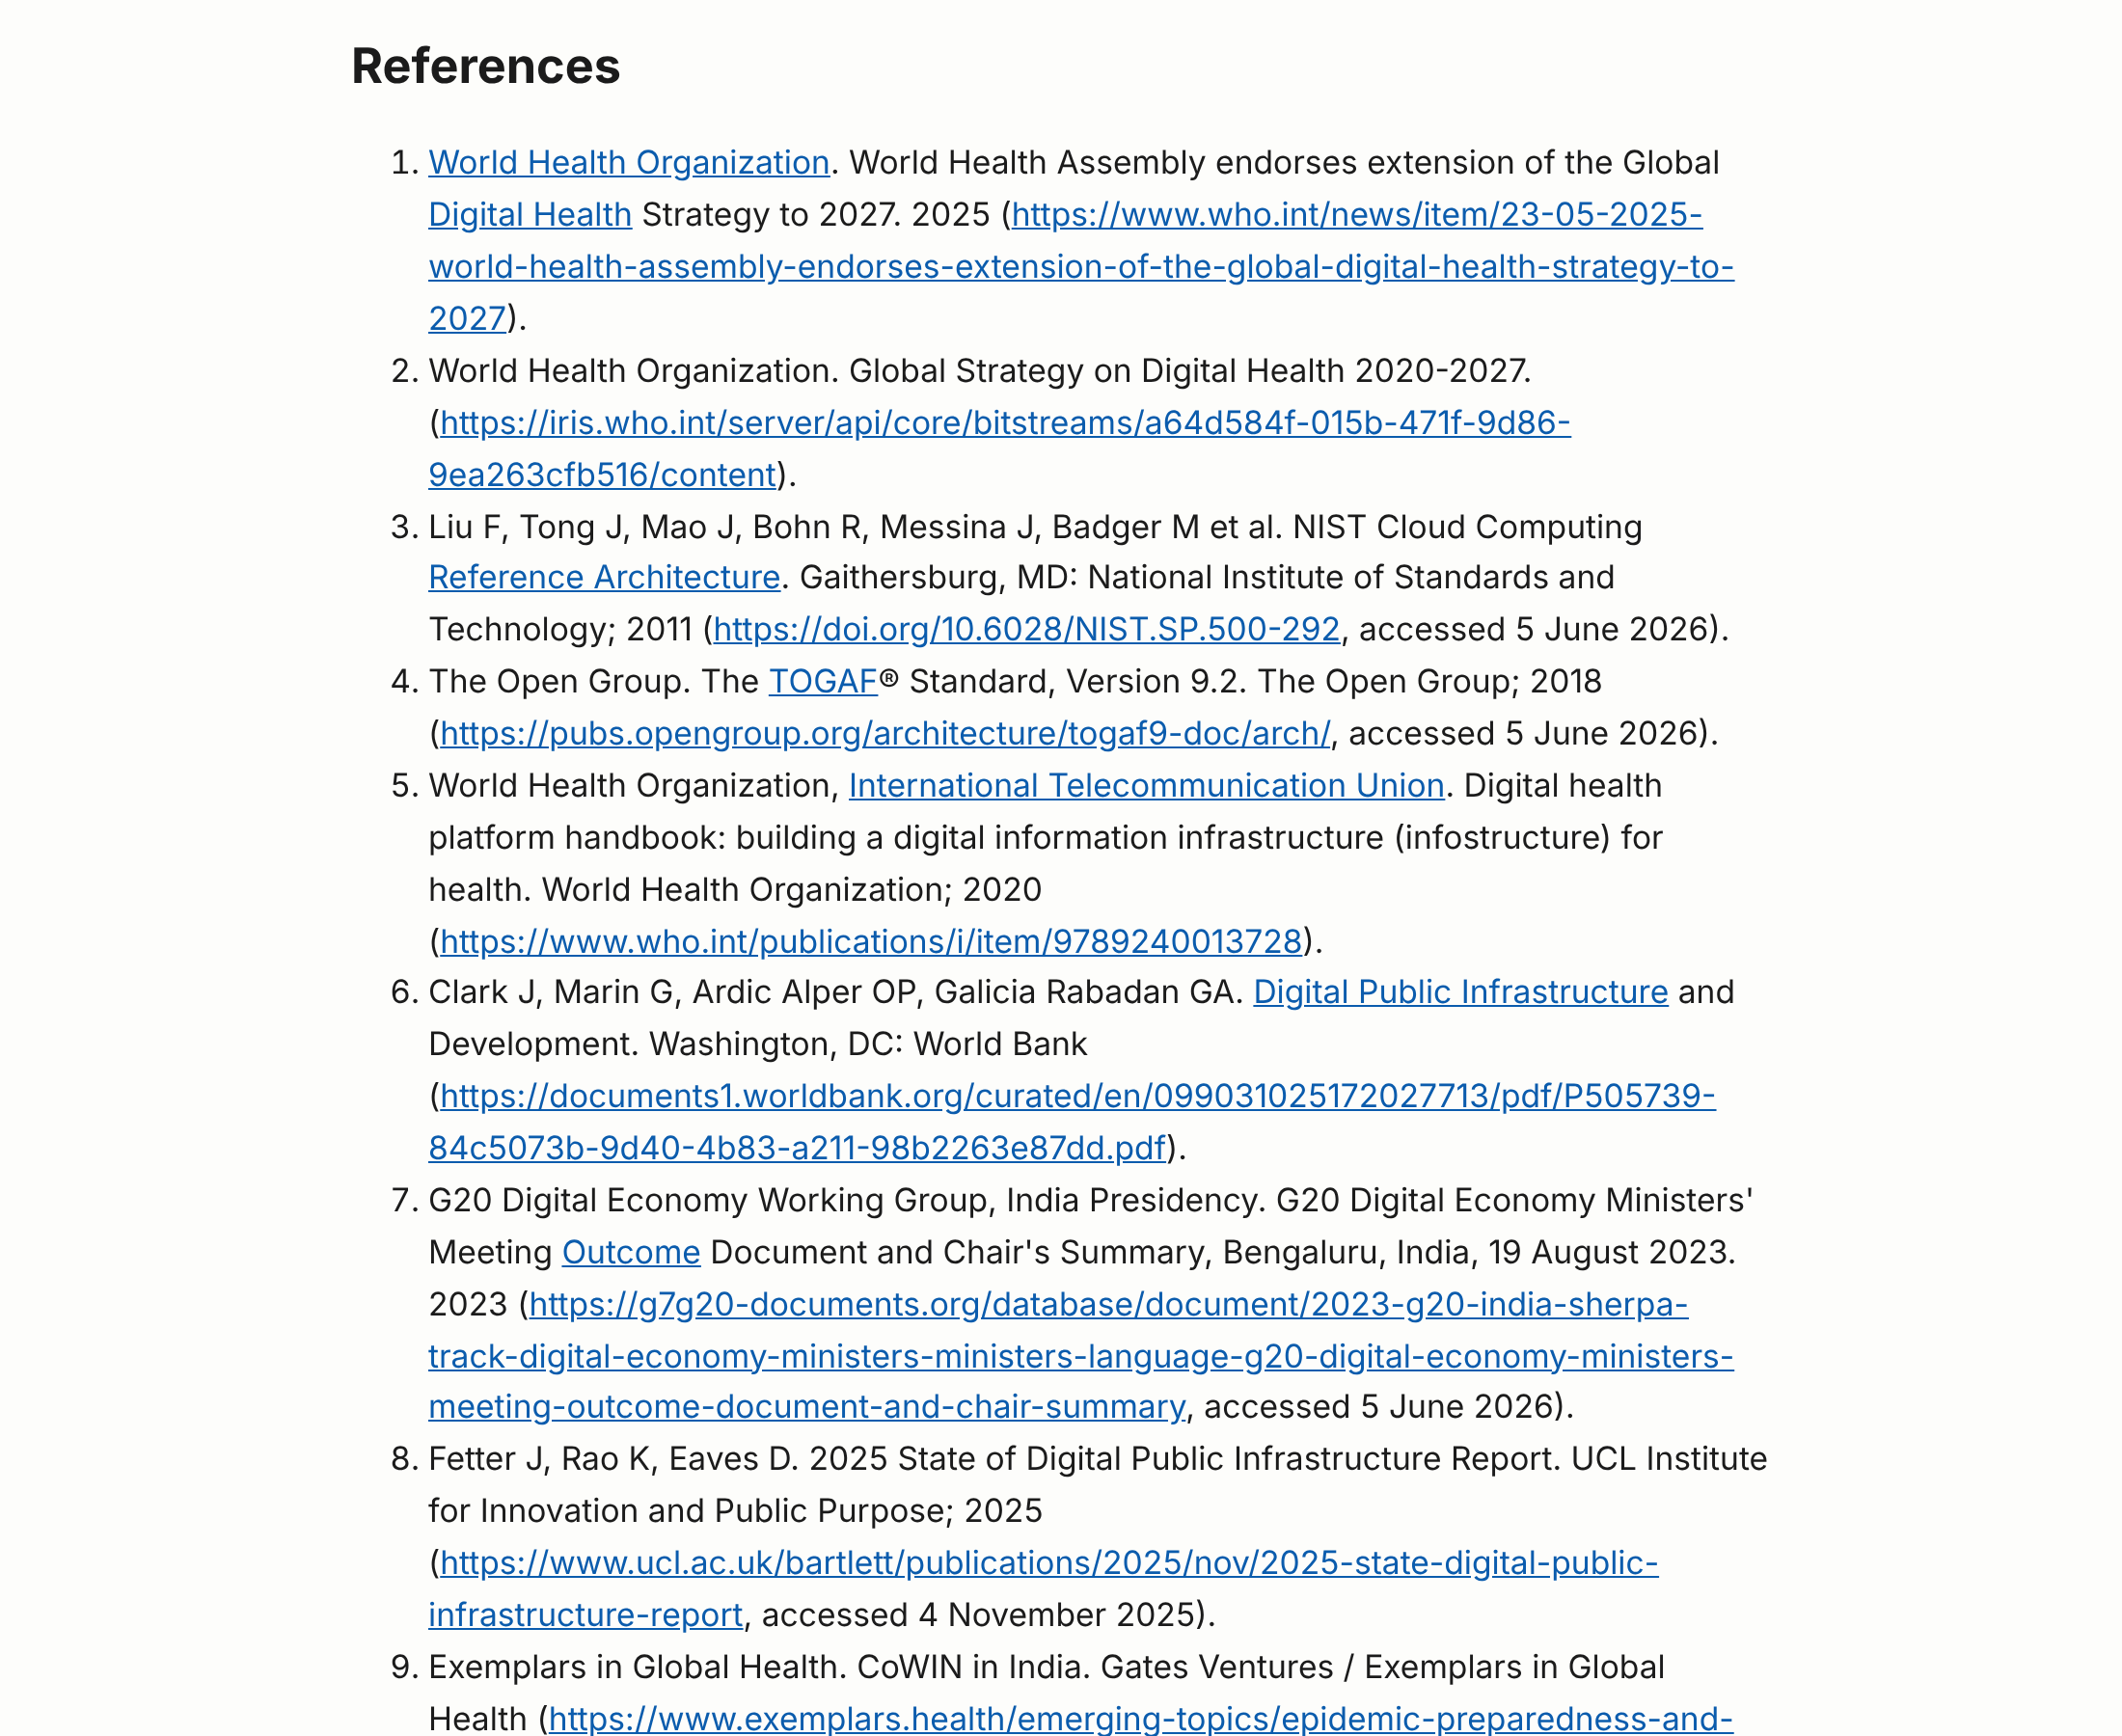 References
1. World Health Organization. World Health Assembly endorses extension of the Global
Digital Health Strategy to 2027. 2025 (https://www.who.int/news/item/23-05-2025-
world-health-assembly-endorses-extension-of-the-global-digital-health-strategy-to-
2027).
2. World Health Organization. Global Strategy on Digital Health 2020-2027.
(https://iris.who.int/server/api/core/bitstreams/a64d584f-015b-471f-9d86-
9ea263cfb516/content).
3. Liu F, Tong J, Mao J, Bohn R, Messina J, Badger M et al. NIST Cloud Computing
Reference Architecture. Gaithersburg, MD: National Institute of Standards and
Technology; 2011 (https://doi.org/10.6028/NIST.SP.500-292, accessed 5 June 2026).
4. The Open Group. The TOGAF® Standard, Version 9.2. The Open Group; 2018
(https://pubs.opengroup.org/architecture/togaf9-doc/arch/, accessed 5 June 2026).
5. World Health Organization, International Telecommunication Union. Digital health
platform handbook: building a digital information infrastructure (infostructure) for
health. World Health Organization; 2020
(https://www.who.int/publications/i/item/9789240013728).
6. Clark J, Marin G, Ardic Alper OP, Galicia Rabadan GA. Digital Public Infrastructure and
Development. Washington, DC: World Bank
(https://documents1.worldbank.org/curated/en/099031025172027713/pdf/P505739-
84c5073b-9d40-4b83-a211-98b2263e87dd.pdf).
7. G20 Digital Economy Working Group, India Presidency. G20 Digital Economy Ministers'
Meeting Outcome Document and Chair's Summary, Bengaluru, India, 19 August 2023.
2023 (https://g7g20-documents.org/database/document/2023-g20-india-sherpa-
track-digital-economy-ministers-ministers-language-g20-digital-economy-ministers-
meeting-outcome-document-and-chair-summary, accessed 5 June 2026).
8. Fetter J, Rao K, Eaves D. 2025 State of Digital Public Infrastructure Report. UCL Institute
for Innovation and Public Purpose; 2025
(https://www.ucl.ac.uk/bartlett/publications/2025/nov/2025-state-digital-public-
infrastructure-report, accessed 4 November 2025).
9. Exemplars in Global Health. CoWIN in India. Gates Ventures / Exemplars in Global
Health (https://www.exemplars.health/emerging-topics/epidemic-preparedness-and-